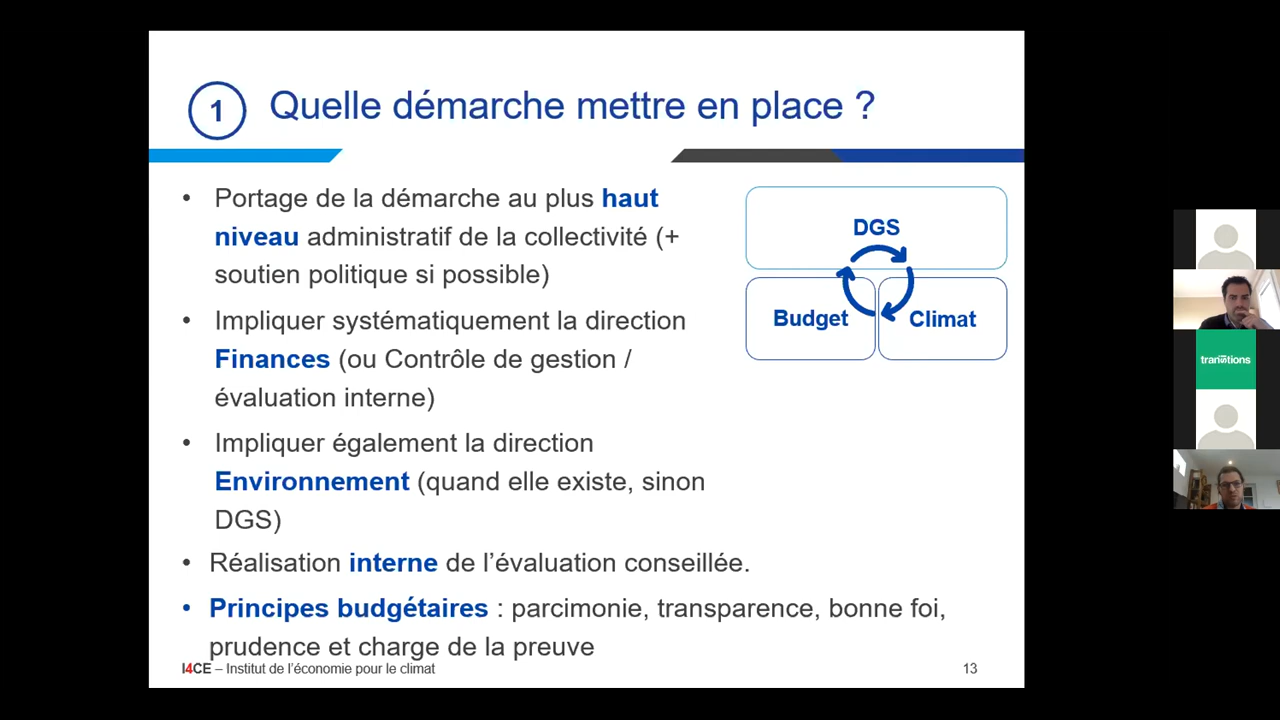 1
Quelle démarche mettre en place ?
• Portage de la démarche au plus haut
niveau administratif de la collectivité (+
soutien politique si possible)
• Impliquer systématiquement la direction
Finances (ou Contrôle de gestion /
évaluation interne)
• Impliquer également la direction
Environnement (quand elle existe, sinon
DGS)
• Réalisation interne de l’évaluation conseillée.
• Principes budgétaires : parcimonie, transparence, bonne foi,
prudence et charge de la preuve
DGS
Budget
Climat
I4CE – Institut de l’économie pour le climat
13
transitions